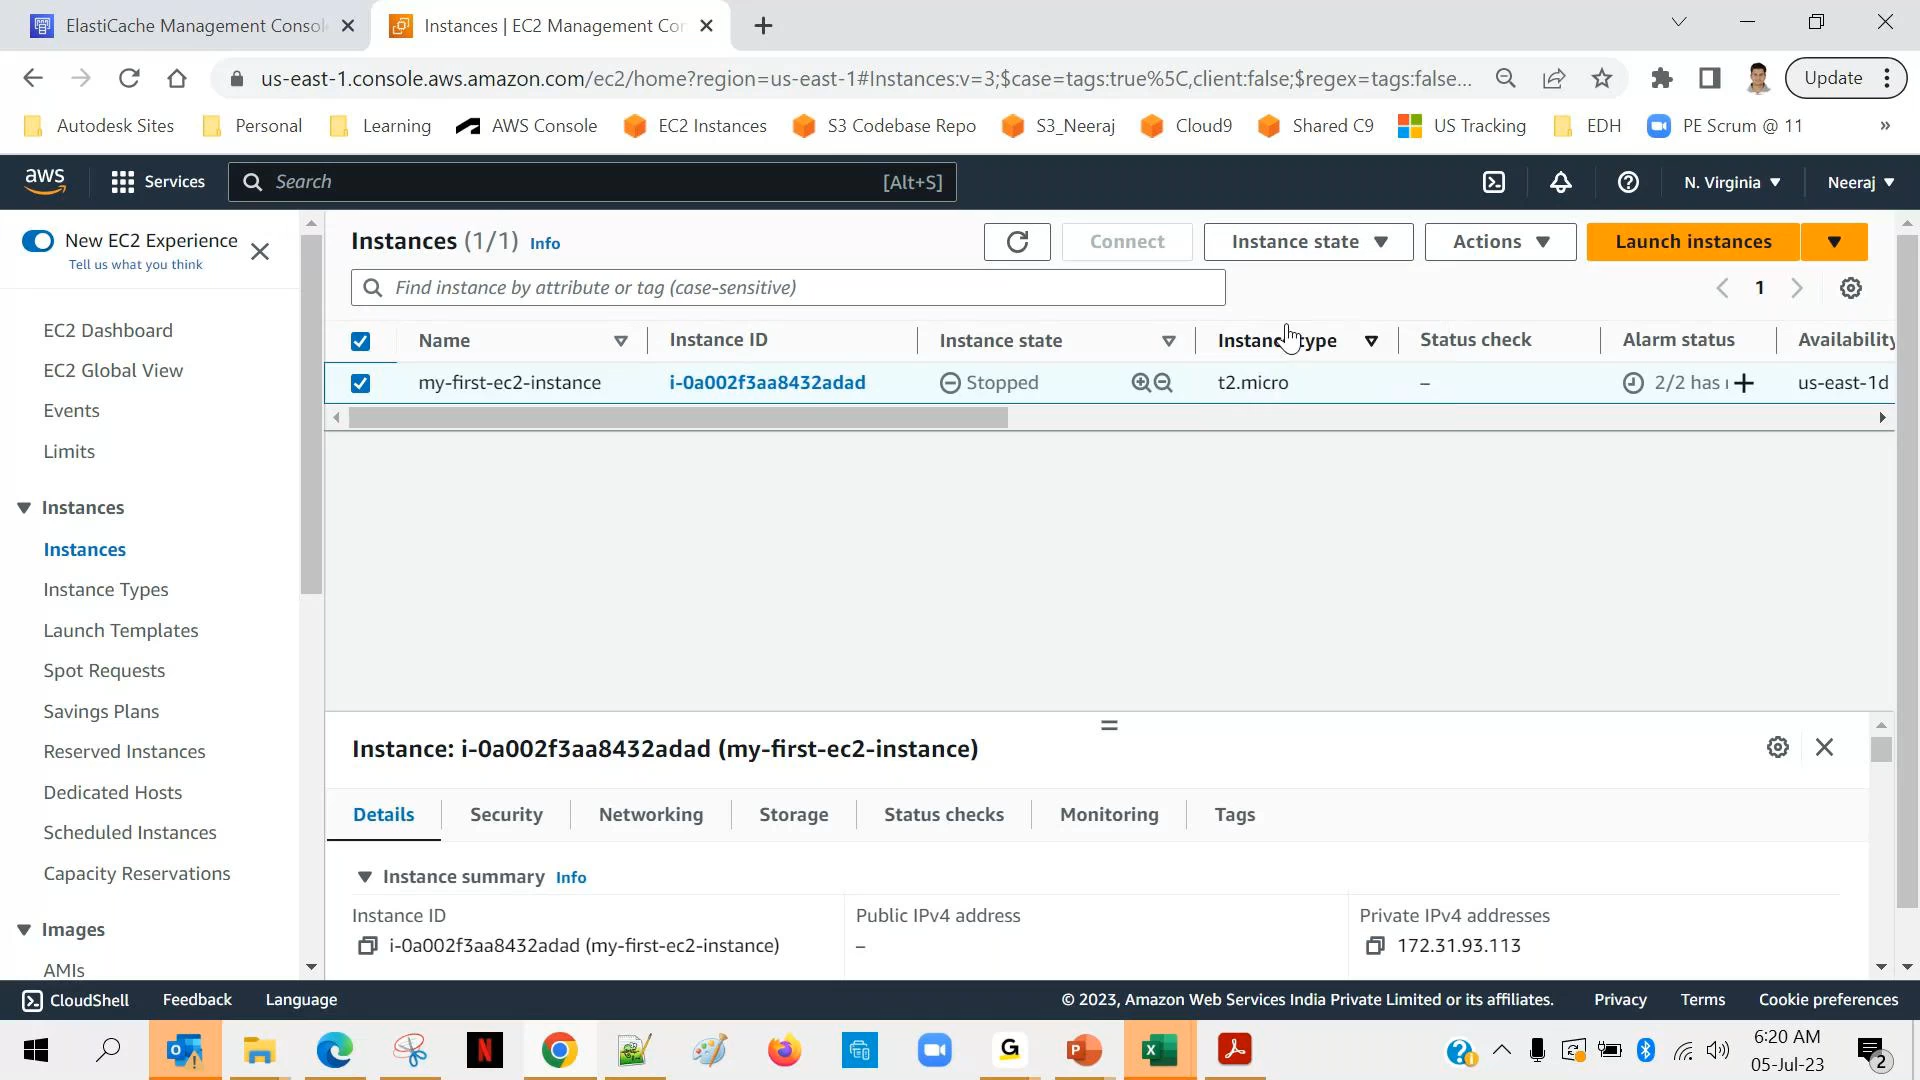 ElastiCache Management Consol
Instances | EC2 Management Cor
us-east-1.console.aws.amazon.com/ec2/home?region=us-east-1#Instances:v=3;$case=tags:true%5C,client:false;$regex=tags:false...
Update
Autodesk Sites
Personal
Learning
AWS Console
EC2 Instances
S3 Codebase Repo
S3_Neeraj
Cloud9
Shared C9
US Tracking
EDH
PE Scrum @ 11
»
aws
Services
Search
[Alt+S]
N. Virginia
Neeraj
New EC2 Experience
Tell us what you think
EC2 Dashboard
EC2 Global View
Events
Limits
Instances
Instances
Instance Types
Launch Templates
Spot Requests
Savings Plans
Reserved Instances
Dedicated Hosts
Scheduled Instances
Capacity Reservations
Images
AMIs
Instances (1/1) Info
Connect
Instance state
Actions
Launch instances
Find instance by attribute or tag (case-sensitive)
1
Name
Instance ID
Instance state
Instance type
Status check
Alarm status
Availability
my-first-ec2-instance
i-0a002f3aa8432adad
Stopped
t2.micro
–
2/2 has
us-east-1d
Instance: i-0a002f3aa8432adad (my-first-ec2-instance)
Details
Security
Networking
Storage
Status checks
Monitoring
Tags
Instance summary Info
Instance ID
i-0a002f3aa8432adad (my-first-ec2-instance)
Public IPv4 address
–
Private IPv4 addresses
172.31.93.113
CloudShell
Feedback
Language
© 2023, Amazon Web Services India Private Limited or its affiliates.
Privacy
Terms
Cookie preferences
6:20 AM
05-Jul-23
2